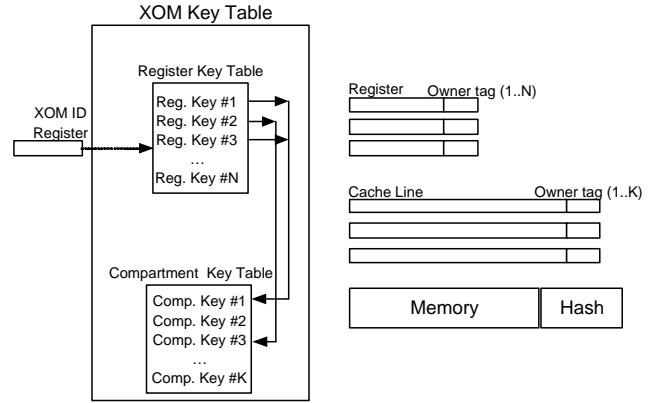 XOM Key Table
Register Key Table
Reg. Key #1
Reg. Key #2
Reg. Key #3
...
Reg. Key #N
XOM ID
Register
Compartment Key Table
Comp. Key #1
Comp. Key #2
Comp. Key #3
...
Comp. Key #K
Register Owner tag (1..N)
Cache Line Owner tag (1..K)
Memory Hash